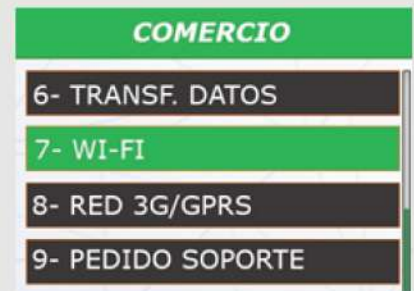 COMERCIO
6- TRANSF. DATOS
7- WI-FI
8- RED 3G/GPRS
9- PEDIDO SOPORTE